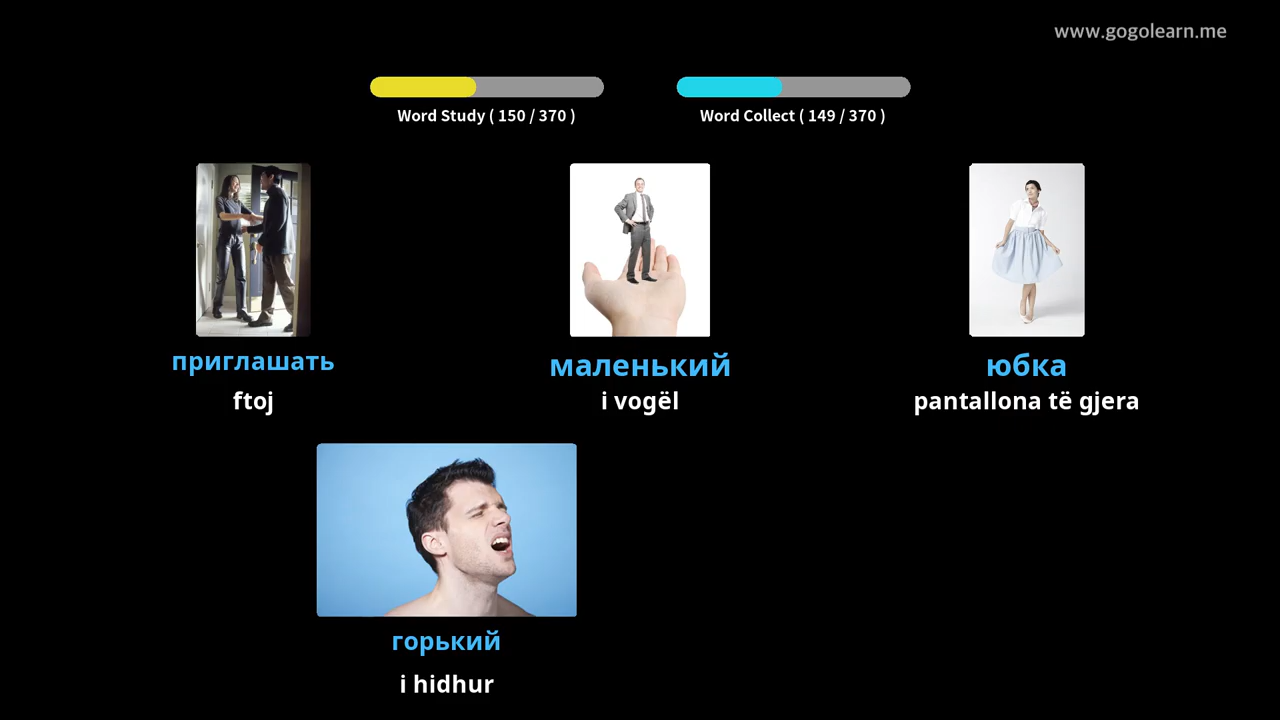 www.gogolearn.me
Word Study ( 150 / 370 )
Word Collect ( 149 / 370 )
приглашать
ftoj
маленький
i vogël
юбка
pantallona të gjera
горький
i hidhur